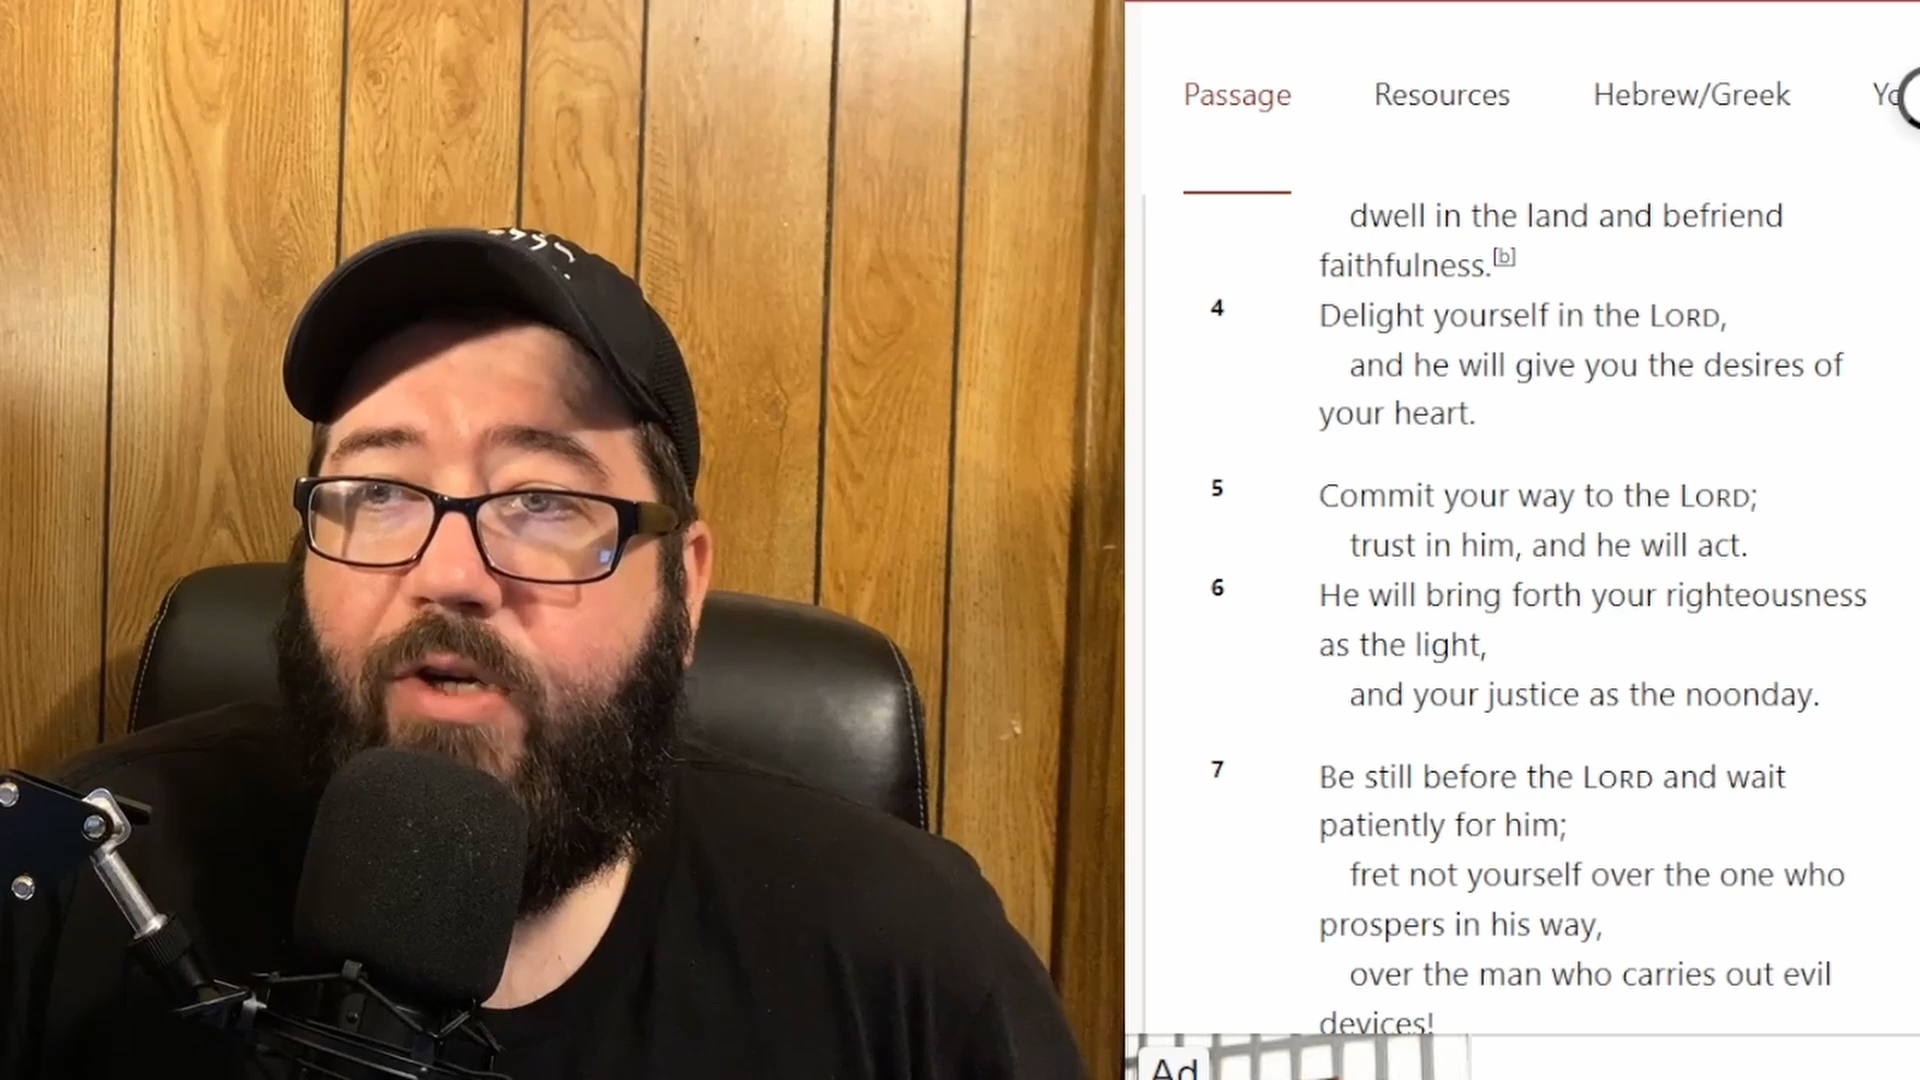 Passage Resources Hebrew/Greek
dwell in the land and befriend
faithfulness.[b]
4 Delight yourself in the LORD,
and he will give you the desires of
your heart.
5 Commit your way to the LORD;
trust in him, and he will act.
6 He will bring forth your righteousness
as the light,
and your justice as the noonday.
7 Be still before the LORD and wait
patiently for him;
fret not yourself over the one who
prospers in his way,
over the man who carries out evil
devices!
Ad